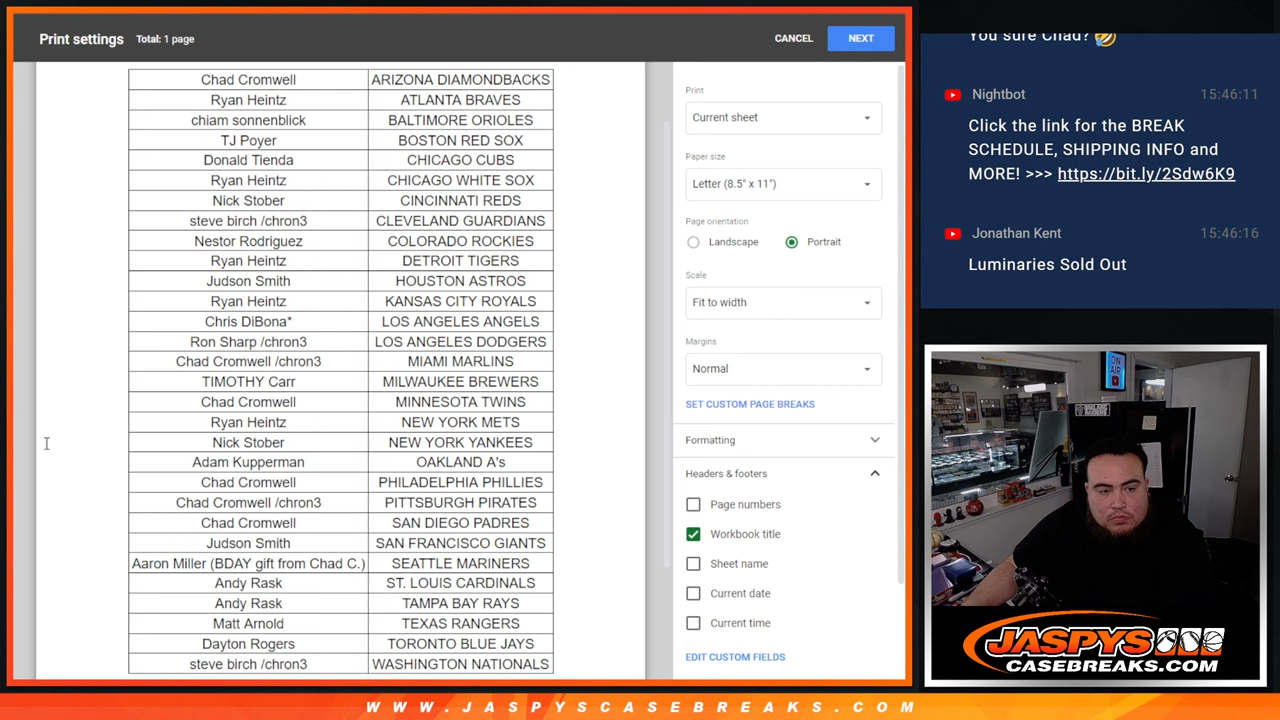 Print settings
Total: 1 page
CANCEL
NEXT
Chad Cromwell ARIZONA DIAMONDBACKS
Ryan Heintz ATLANTA BRAVES
chiam sonnenblick BALTIMORE ORIOLES
TJ Poyer BOSTON RED SOX
Donald Tienda CHICAGO CUBS
Ryan Heintz CHICAGO WHITE SOX
Nick Stober CINCINNATI REDS
steve birch /chron3 CLEVELAND GUARDIANS
Nestor Rodriguez COLORADO ROCKIES
Ryan Heintz DETROIT TIGERS
Judson Smith HOUSTON ASTROS
Ryan Heintz KANSAS CITY ROYALS
Chris DiBona* LOS ANGELES ANGELS
Ron Sharp /chron3 LOS ANGELES DODGERS
Chad Cromwell /chron3 MIAMI MARLINS
TIMOTHY Carr MILWAUKEE BREWERS
Chad Cromwell MINNESOTA TWINS
Ryan Heintz NEW YORK METS
Nick Stober NEW YORK YANKEES
Adam Kupperman OAKLAND A's
Chad Cromwell PHILADELPHIA PHILLIES
Chad Cromwell /chron3 PITTSBURGH PIRATES
Chad Cromwell SAN DIEGO PADRES
Judson Smith SAN FRANCISCO GIANTS
Aaron Miller (BDAY gift from Chad C.) SEATTLE MARINERS
Andy Rask ST. LOUIS CARDINALS
Andy Rask TAMPA BAY RAYS
Matt Arnold TEXAS RANGERS
Dayton Rogers TORONTO BLUE JAYS
steve birch /chron3 WASHINGTON NATIONALS
Print
Current sheet
Paper size
Letter (8.5" x 11")
Page orientation
Landscape
Portrait
Scale
Fit to width
Margins
Normal
SET CUSTOM PAGE BREAKS
Formatting
Headers & footers
Page numbers
Workbook title
Sheet name
Current date
Current time
EDIT CUSTOM FIELDS
You sure Chad? 🤣
Nightbot 15:46:11
Click the link for the BREAK
SCHEDULE, SHIPPING INFO and
MORE! >>> https://bit.ly/2Sdw6K9
Jonathan Kent 15:46:16
Luminaries Sold Out
ON
AIR
JASPYS
CASEBREAKS.COM
WWW.JASPYSCASEBREAKS.COM